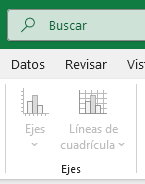 Buscar
Datos Revisar Vis
Ejes Líneas de
cuadrícula
Ejes